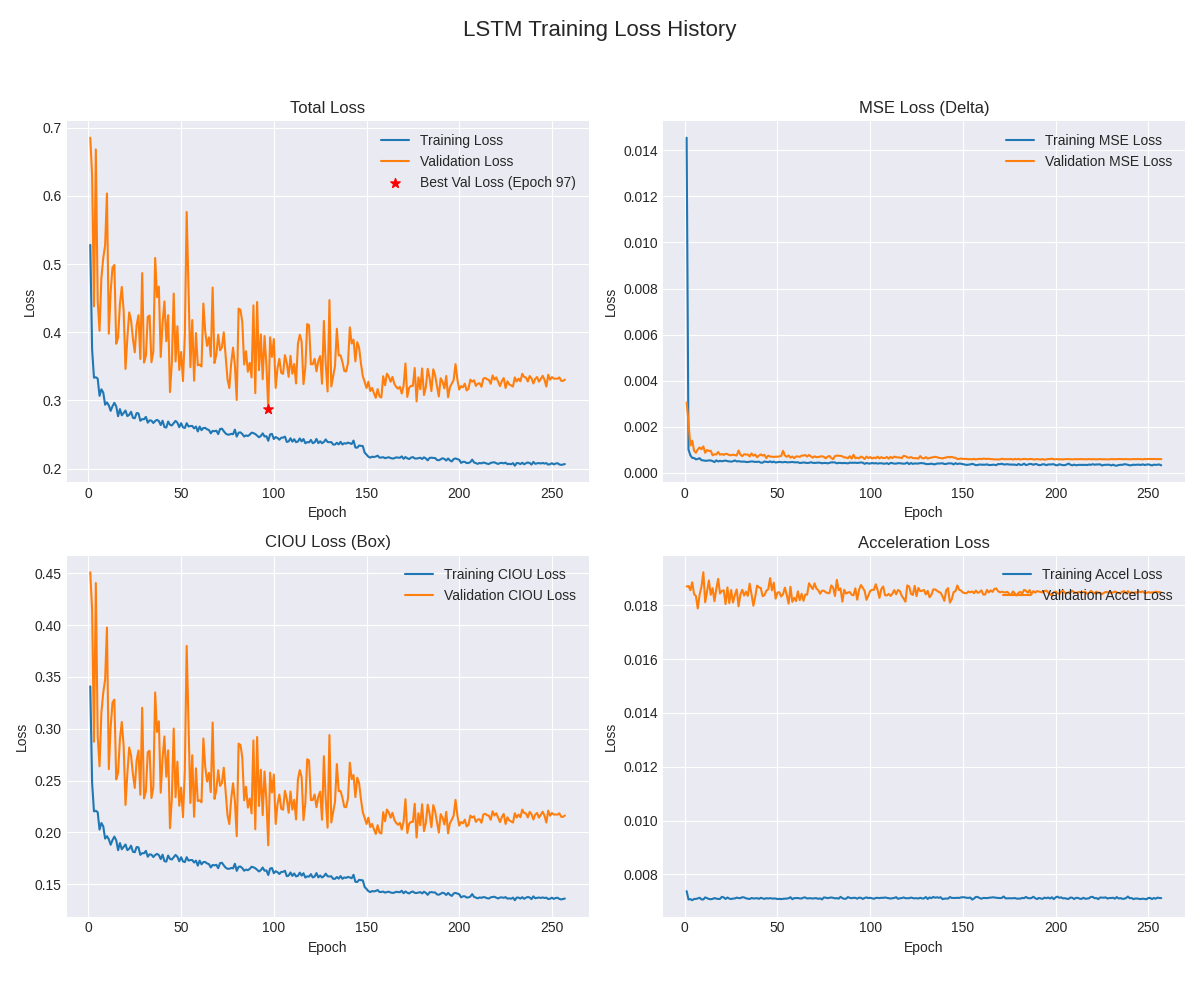 LSTM Training Loss History
Total Loss
0.7
0.6
0.5
0.4
0.3
0.2
Loss
Training Loss
Validation Loss
Best Val Loss (Epoch 97)
0 50 100 150 200 250
Epoch
MSE Loss (Delta)
0.014
0.012
0.010
0.008
0.006
0.004
0.002
0.000
Loss
Training MSE Loss
Validation MSE Loss
0 50 100 150 200 250
Epoch
CIOU Loss (Box)
0.45
0.40
0.35
0.30
0.25
0.20
0.15
Loss
Training CIOU Loss
Validation CIOU Loss
0 50 100 150 200 250
Epoch
Acceleration Loss
0.018
0.016
0.014
0.012
0.010
0.008
Loss
Training Accel Loss
Validation Accel Loss
0 50 100 150 200 250
Epoch